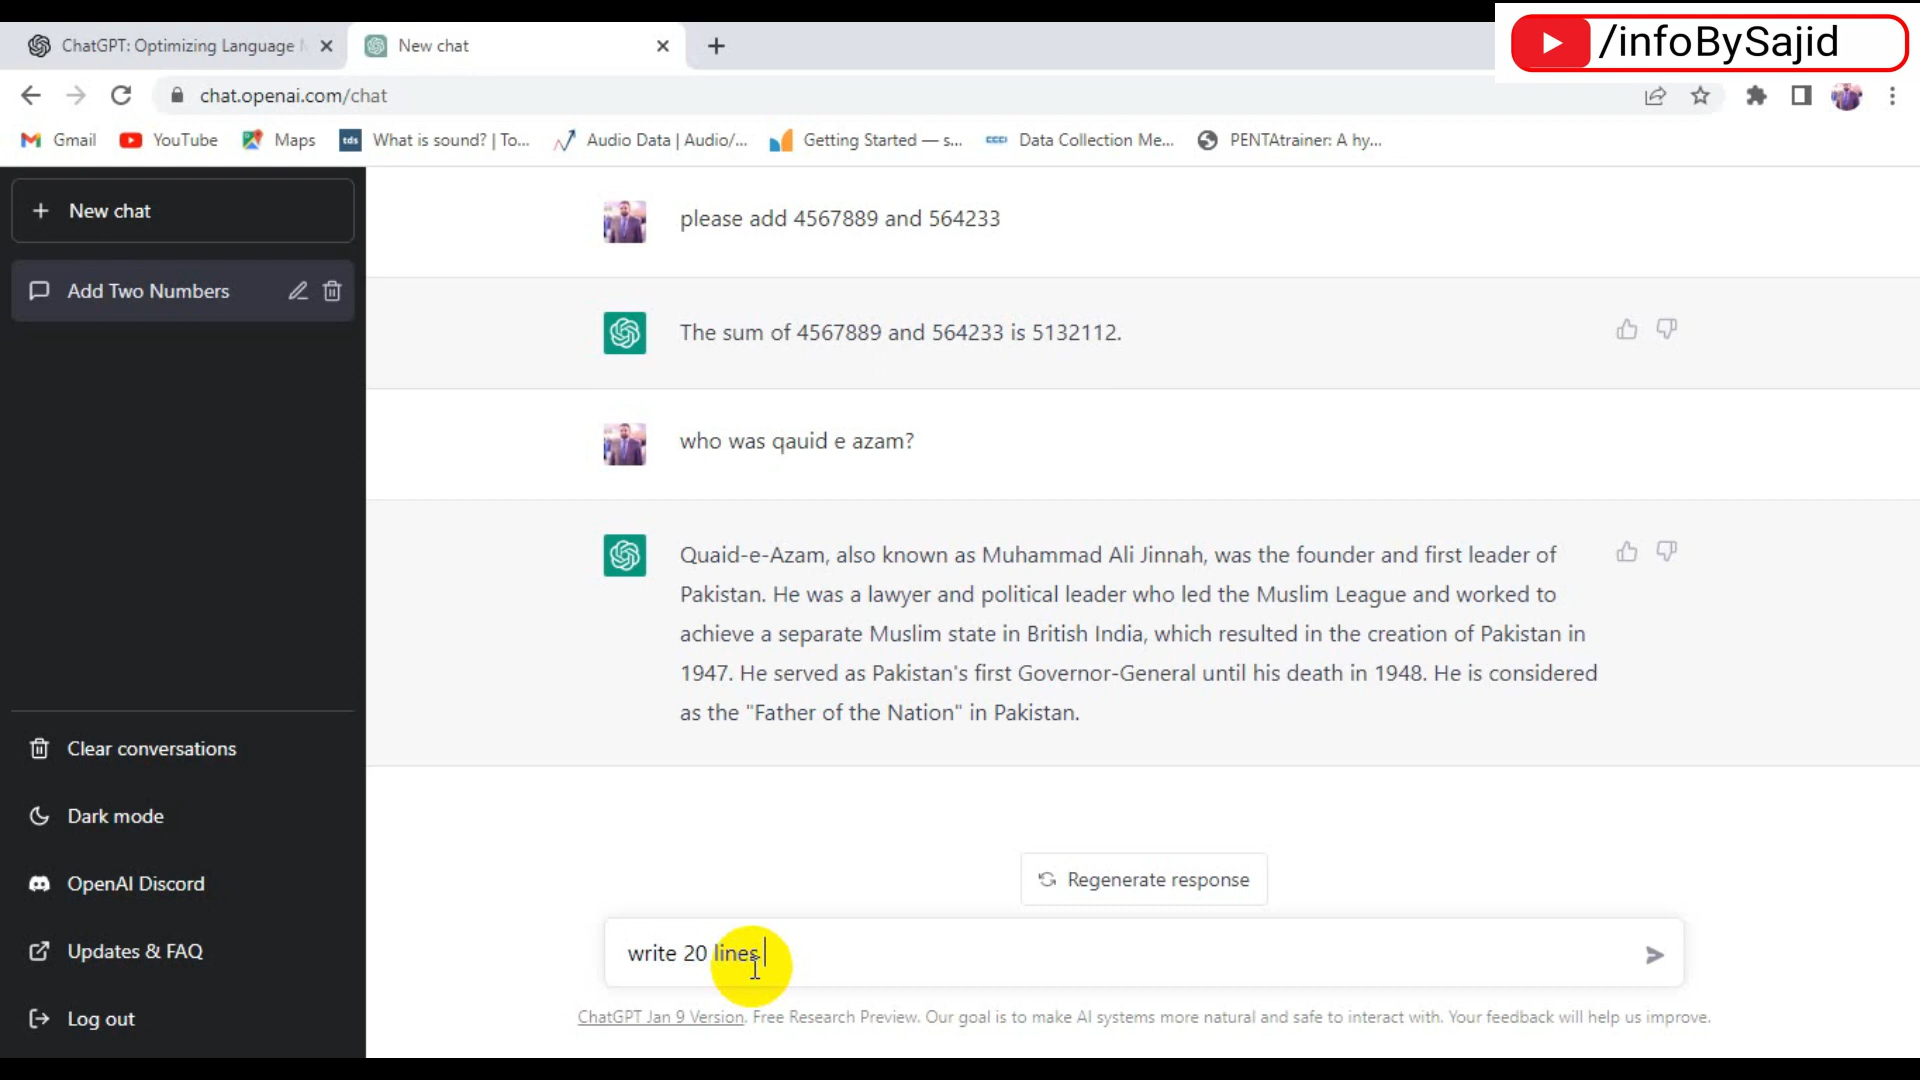 /infoBySajid
ChatGPT: Optimizing Language
New chat
chat.openai.com/chat
Gmail
YouTube
Maps
tds
What is sound? | To...
Audio Data | Audio/...
Getting Started — s...
Data Collection Me...
PENTAtrainer: A hy...
New chat
Add Two Numbers
Clear conversations
Dark mode
OpenAI Discord
Updates & FAQ
Log out
please add 4567889 and 564233
The sum of 4567889 and 564233 is 5132112.
who was qauid e azam?
Quaid-e-Azam, also known as Muhammad Ali Jinnah, was the founder and first leader of
Pakistan. He was a lawyer and political leader who led the Muslim League and worked to
achieve a separate Muslim state in British India, which resulted in the creation of Pakistan in
1947. He served as Pakistan's first Governor-General until his death in 1948. He is considered
as the "Father of the Nation" in Pakistan.
Regenerate response
write 20 lines
ChatGPT Jan 9 Version. Free Research Preview. Our goal is to make AI systems more natural and safe to interact with. Your feedback will help us improve.